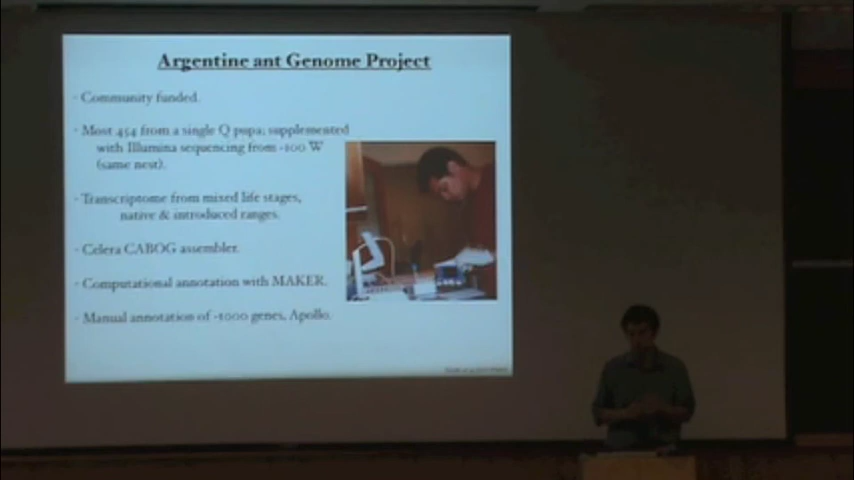 Argentine ant Genome Project
- Community funded.
- Most 454 from a single Q pupa; supplemented
with Illumina sequencing from ~100 W
(same nest).
- Transcriptome from mixed life stages,
native & introduced ranges.
- Celera CABOG assembler.
- Computational annotation with MAKER.
- Manual annotation of ~1000 genes, Apollo.